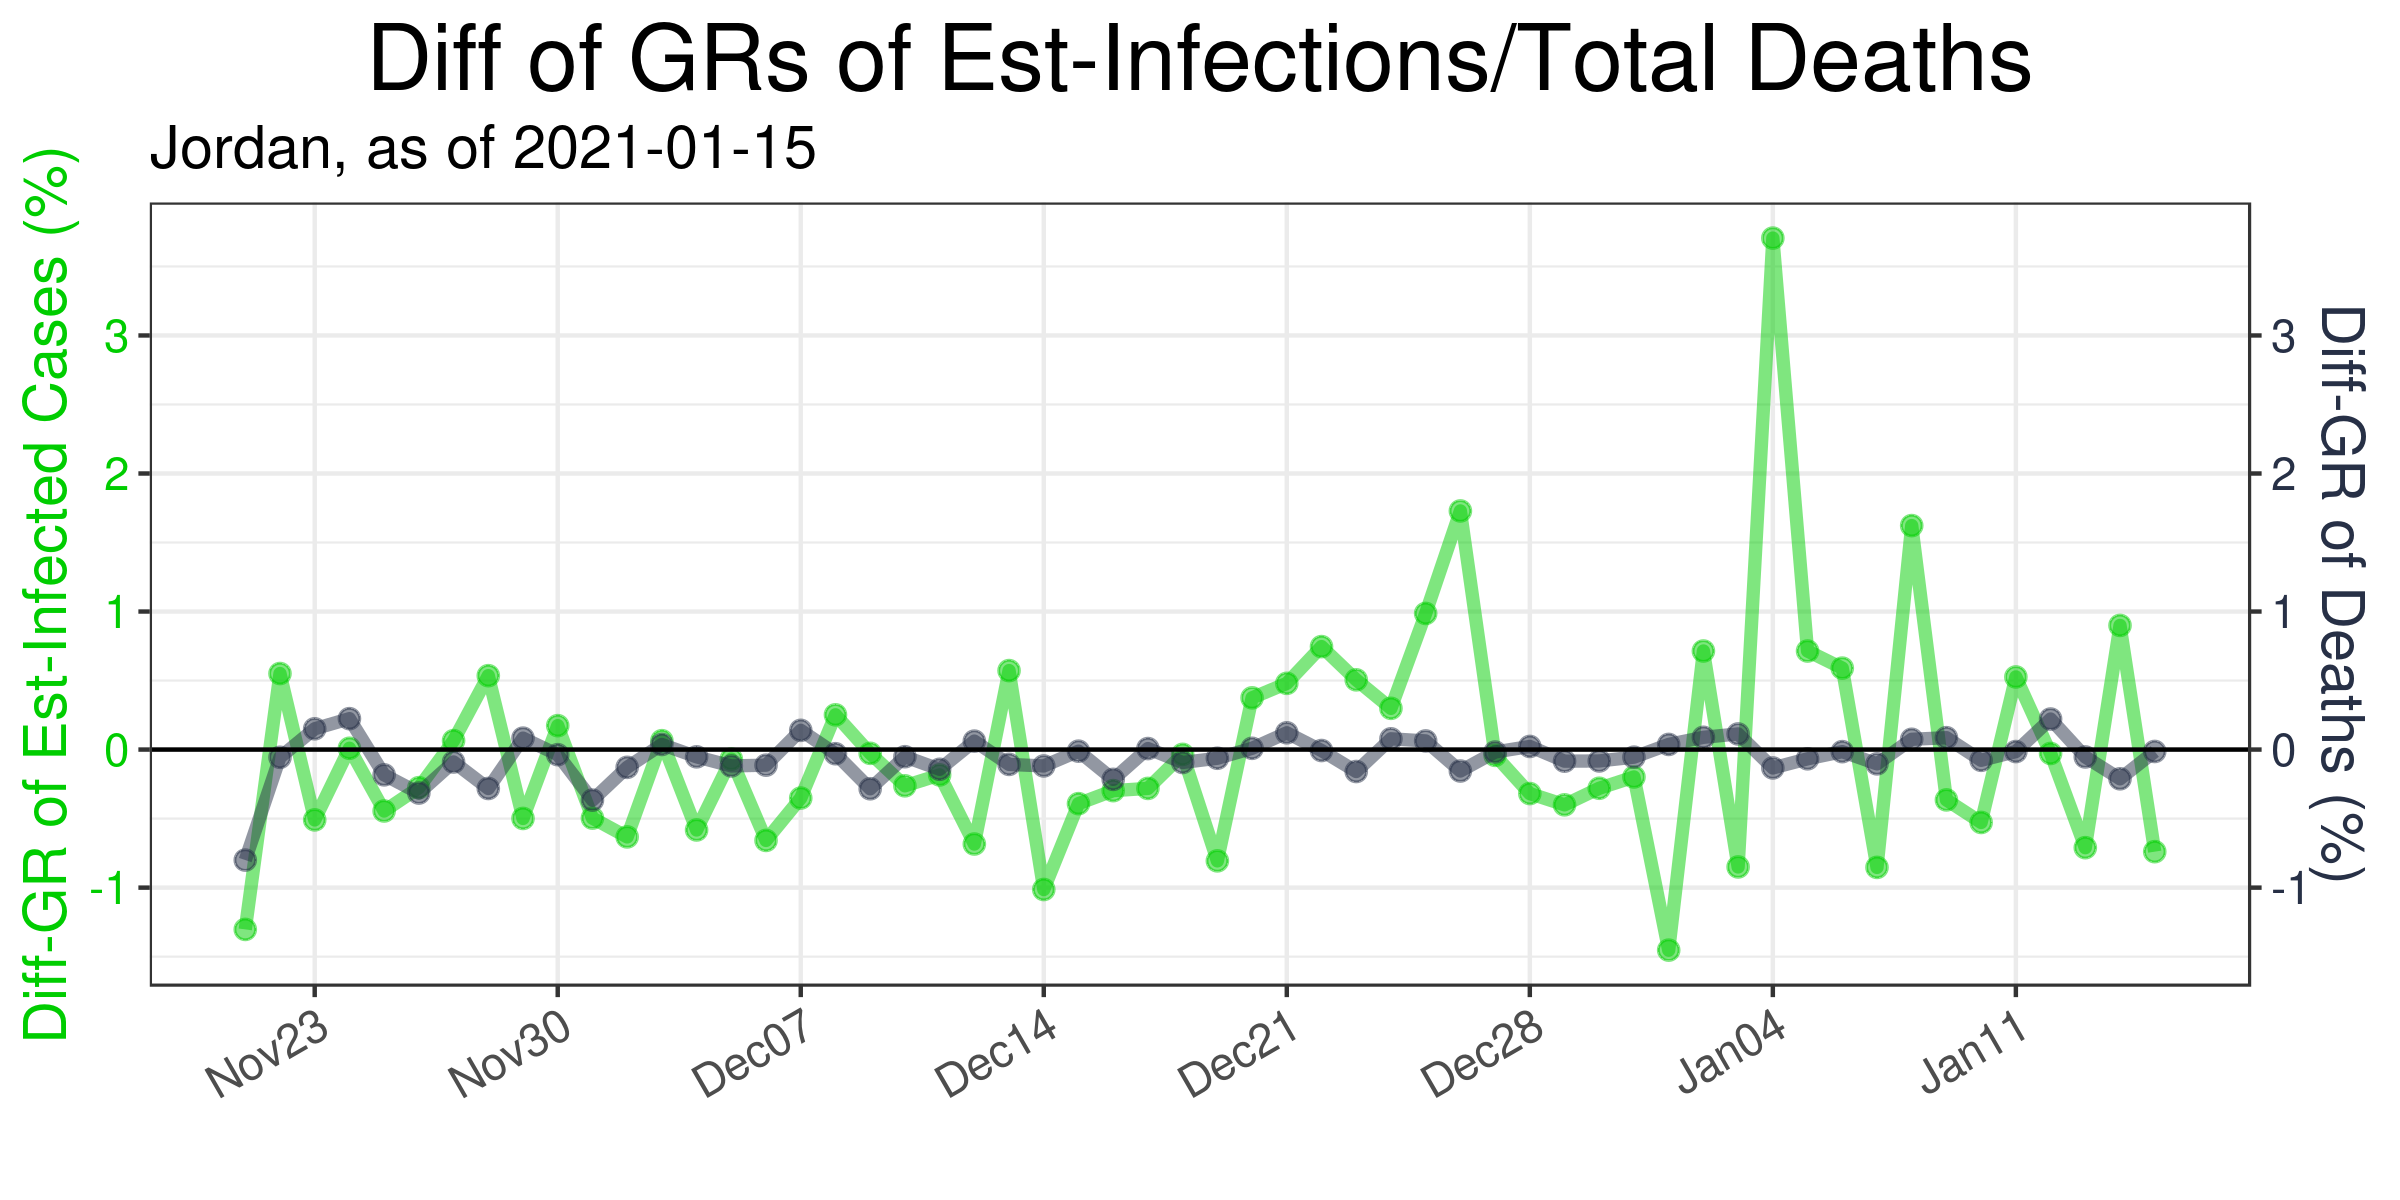 Diff of GRs of Est-Infections/Total Deaths
Jordan, as of 2021-01-15
Diff-GR of Est-Infected Cases (%)
3
2
1
0
-1
3
2
1
0
-1
Diff-GR of Deaths (%)
Nov23 Nov30 Dec07 Dec14 Dec21 Dec28 Jan04 Jan11